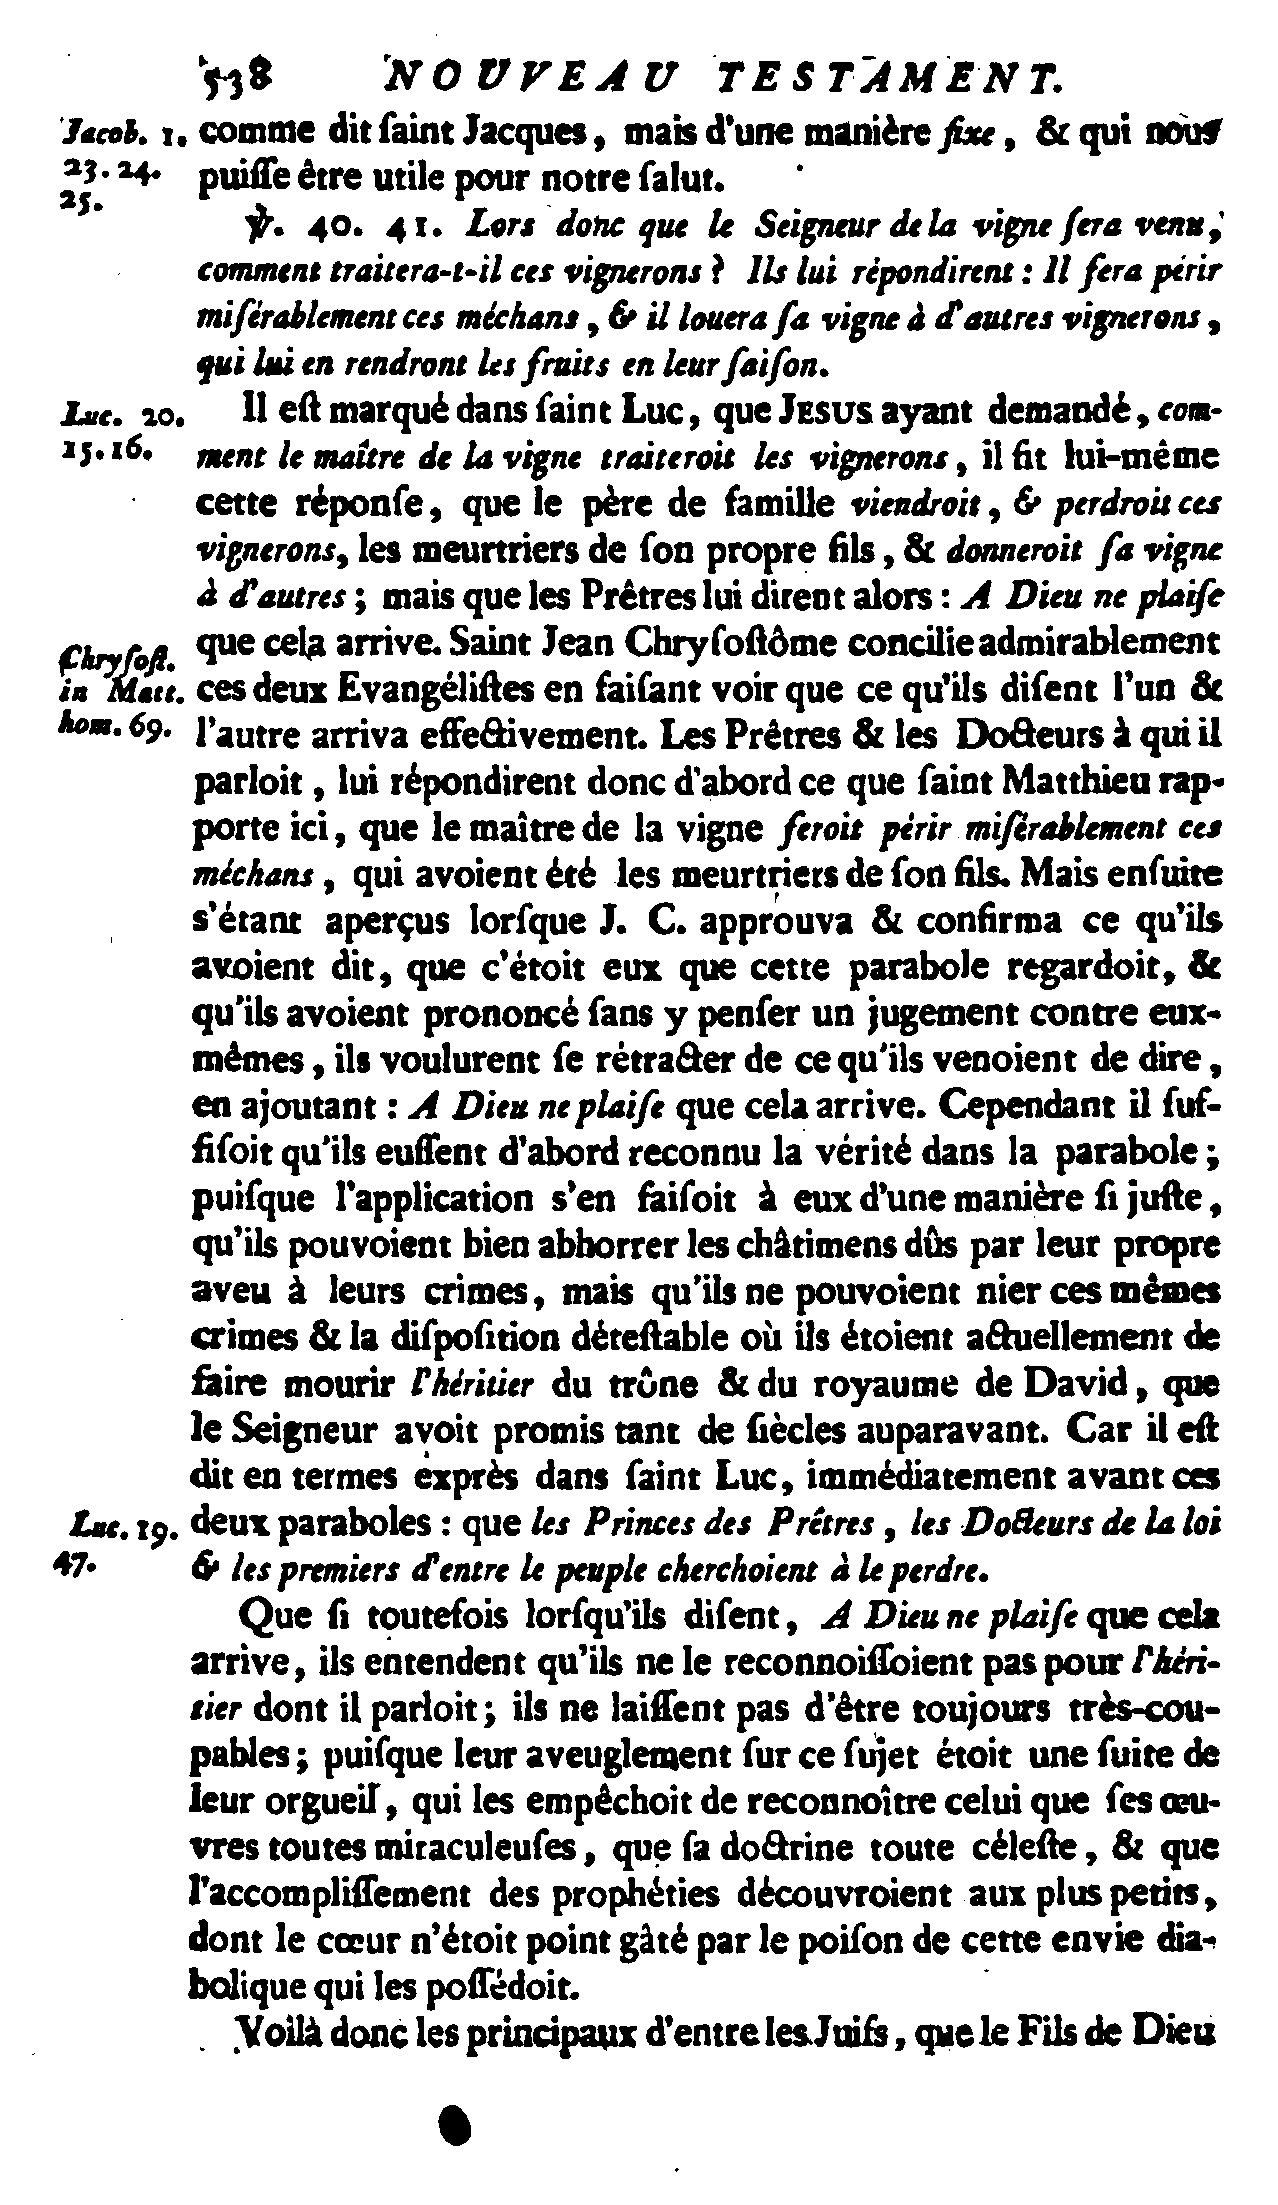 538 NOUVEAU TESTAMENT.
Jacob. 1. comme dit ſaint Jacques, mais d'une manière fixe, & qui nous
23. 24. puiſſe être utile pour notre ſalut.
25.
℣. 40. 41. Lors donc que le Seigneur de la vigne ſera venu,
comment traitera-t-il ces vignerons? Ils lui répondirent : Il fera périr
miſérablement ces méchans, & il louera ſa vigne à d'autres vignerons,
qui lui en rendront les fruits en leur ſaiſon.
Luc. 20. Il eſt marqué dans ſaint Luc, que JESUS ayant demandé, com-
15. 16. ment le maître de la vigne traiteroit les vignerons, il fit lui-même
cette réponſe, que le père de famille viendroit, & perdroit ces
vignerons, les meurtriers de ſon propre fils, & donneroit ſa vigne
à d'autres; mais que les Prêtres lui dirent alors : A Dieu ne plaiſe
Chryſoſt. que cela arrive. Saint Jean Chryſoſtôme concilie admirablement
in Matt. ces deux Evangéliſtes en faiſant voir que ce qu'ils diſent l'un &
hom. 69. l'autre arriva effectivement. Les Prêtres & les Docteurs à qui il
parloit, lui répondirent donc d'abord ce que ſaint Matthieu rap-
porte ici, que le maître de la vigne feroit périr miſérablement ces
méchans, qui avoient été les meurtriers de ſon fils. Mais enſuite
s'étant aperçus lorſque J. C. approuva & confirma ce qu'ils
avoient dit, que c'étoit eux que cette parabole regardoit, &
qu'ils avoient prononcé ſans y penſer un jugement contre eux-
mêmes, ils voulurent ſe rétracter de ce qu'ils venoient de dire,
en ajoutant : A Dieu ne plaiſe que cela arrive. Cependant il ſuf-
fiſoit qu'ils euſſent d'abord reconnu la vérité dans la parabole;
puiſque l'application s'en faiſoit à eux d'une manière ſi juſte,
qu'ils pouvoient bien abhorrer les châtimens dûs par leur propre
aveu à leurs crimes, mais qu'ils ne pouvoient nier ces mêmes
crimes & la diſpoſition déteſtable où ils étoient actuellement de
faire mourir l'héritier du trône & du royaume de David, que
le Seigneur avoit promis tant de ſiècles auparavant. Car il eſt
dit en termes exprès dans ſaint Luc, immédiatement avant ces
Luc. 19. deux paraboles : que les Princes des Prêtres, les Docteurs de la loi
47. & les premiers d'entre le peuple cherchoient à le perdre.
Que ſi toutefois lorſqu'ils diſent, A Dieu ne plaiſe que cela
arrive, ils entendent qu'ils ne le reconnoiſſoient pas pour l'héri-
tier dont il parloit; ils ne laiſſent pas d'être toujours très-cou-
pables; puiſque leur aveuglement ſur ce ſujet étoit une ſuite de
leur orgueil, qui les empêchoit de reconnoître celui que ſes œu-
vres toutes miraculeuſes, que ſa doctrine toute céleſte, & que
l'accompliſſement des prophéties découvroient aux plus petits,
dont le cœur n'étoit point gâté par le poiſon de cette envie dia-
bolique qui les poſſédoit.
Voilà donc les principaux d'entre les Juifs, que le Fils de Dieu